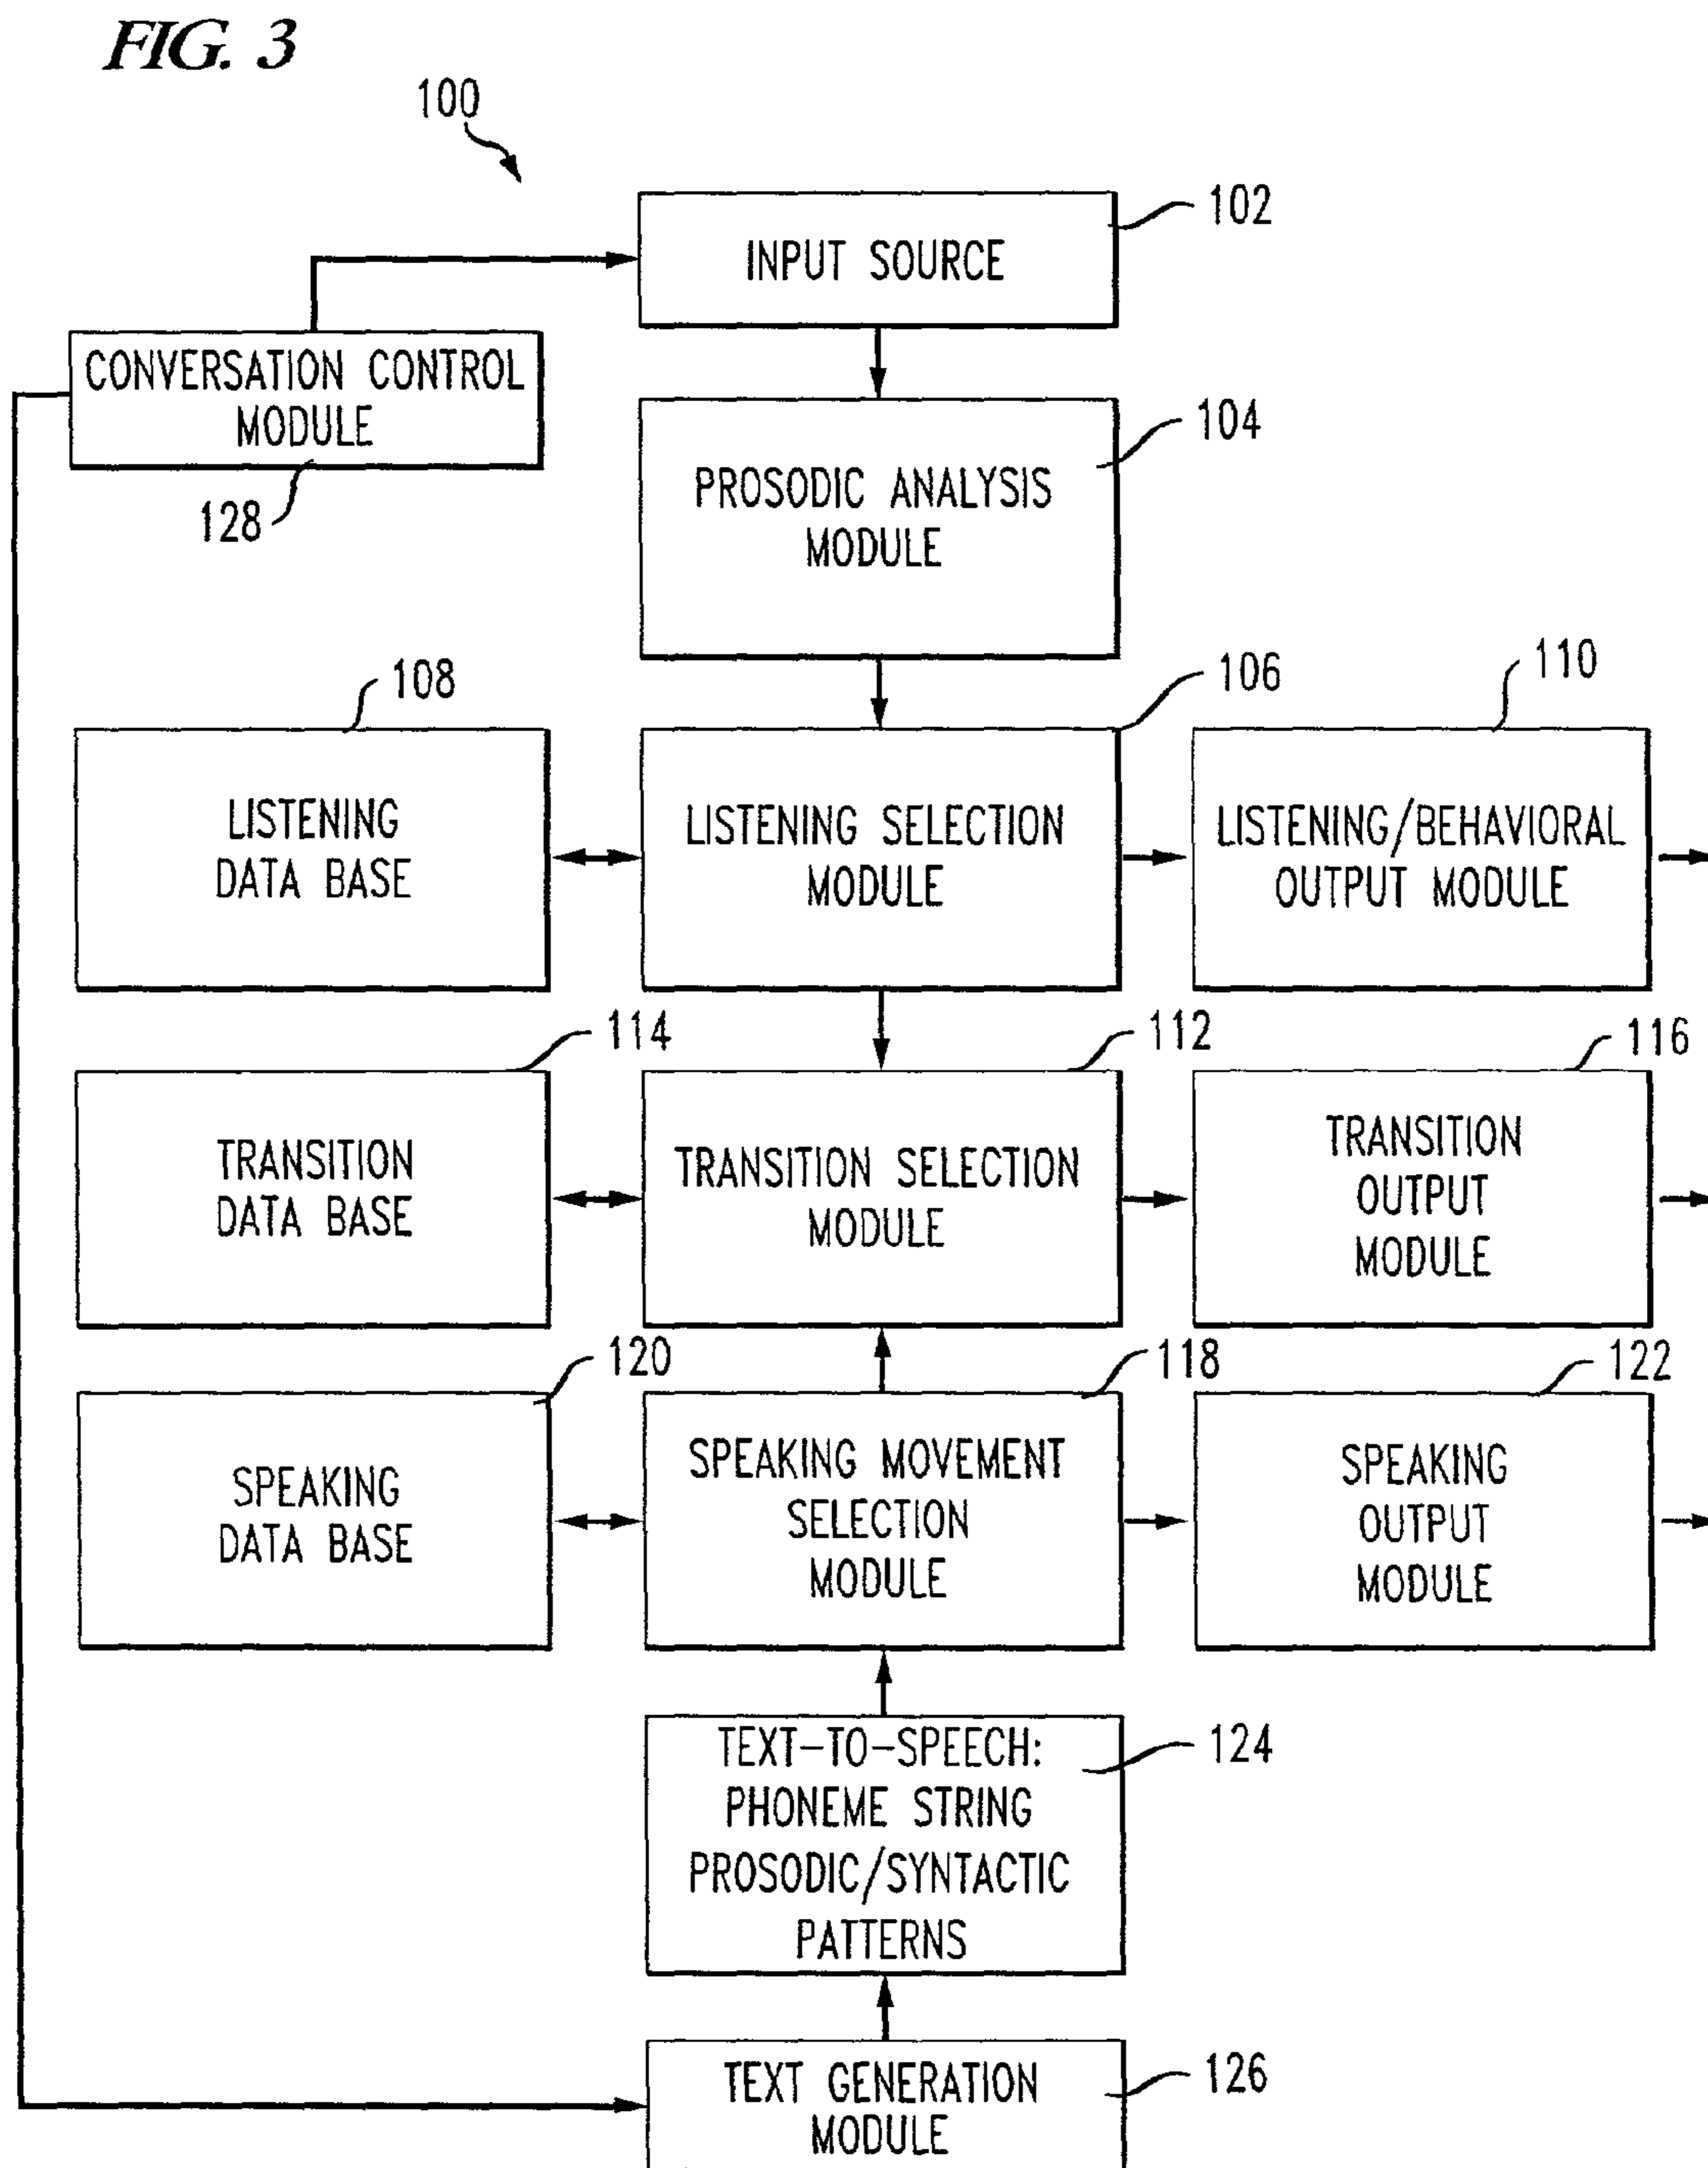 FIG. 3
100
102
INPUT SOURCE
CONVERSATION CONTROL
MODULE
128
104
PROSODIC ANALYSIS
MODULE
108
106
110
LISTENING
DATA BASE
LISTENING SELECTION
MODULE
LISTENING/BEHAVIORAL
OUTPUT MODULE
114
112
116
TRANSITION
DATA BASE
TRANSITION SELECTION
MODULE
TRANSITION
OUTPUT
MODULE
120
118
122
SPEAKING
DATA BASE
SPEAKING MOVEMENT
SELECTION
MODULE
SPEAKING
OUTPUT
MODULE
124
TEXT-TO-SPEECH:
PHONEME STRING
PROSODIC/SYNTACTIC
PATTERNS
126
TEXT GENERATION
MODULE